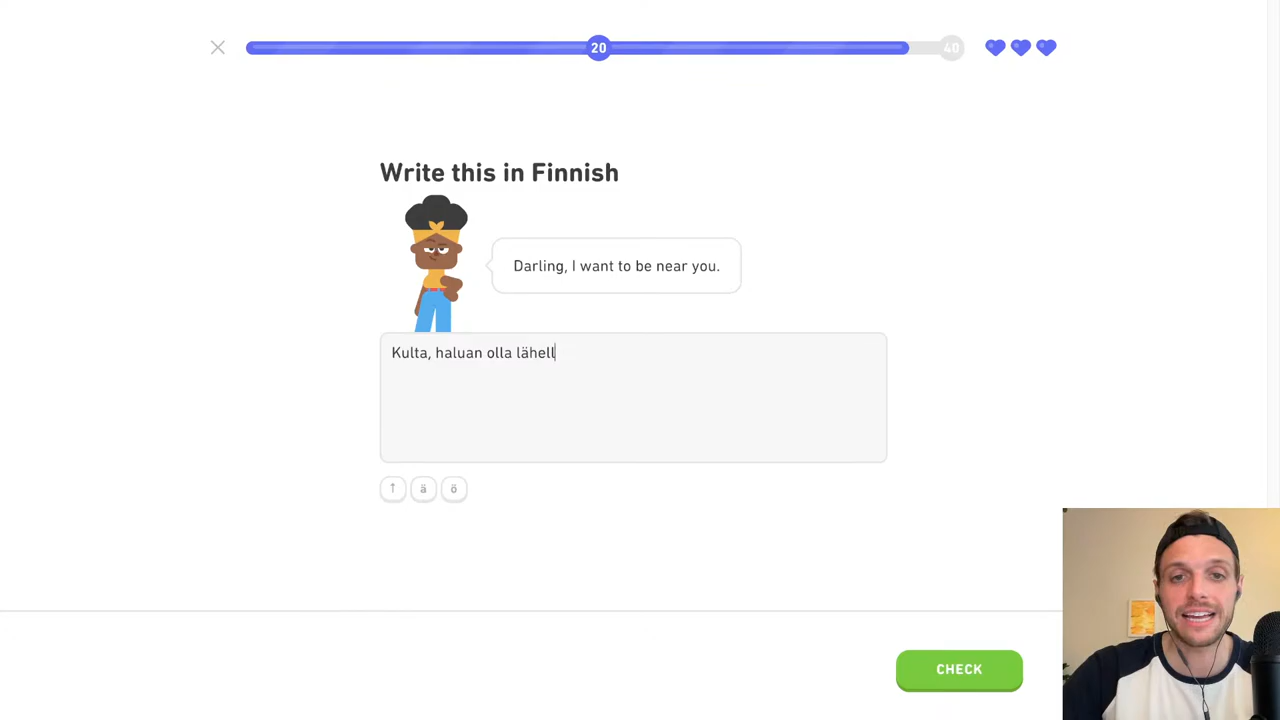 20
40
Write this in Finnish
Darling, I want to be near you.
Kulta, haluan olla lähell
↑ ä ö
CHECK